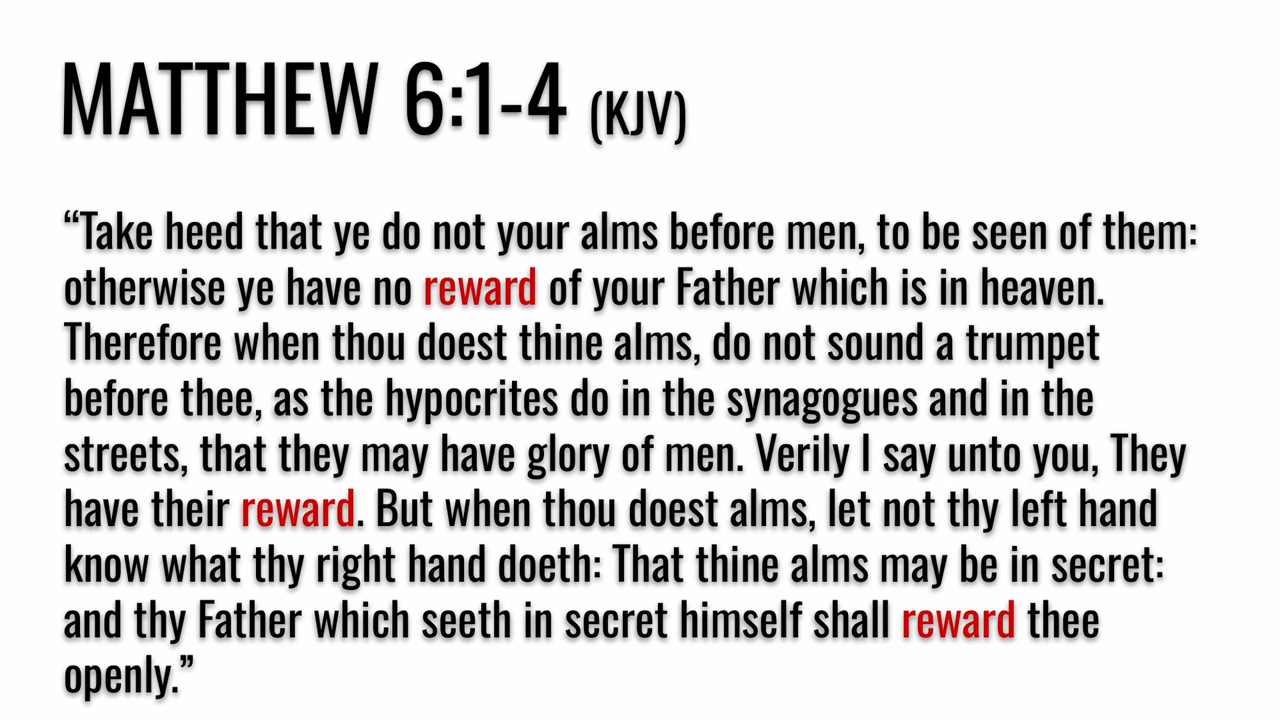 MATTHEW 6:1-4 (KJV)
“Take heed that ye do not your alms before men, to be seen of them:
otherwise ye have no reward of your Father which is in heaven.
Therefore when thou doest thine alms, do not sound a trumpet
before thee, as the hypocrites do in the synagogues and in the
streets, that they may have glory of men. Verily I say unto you, They
have their reward. But when thou doest alms, let not thy left hand
know what thy right hand doeth: That thine alms may be in secret:
and thy Father which seeth in secret himself shall reward thee
openly.”